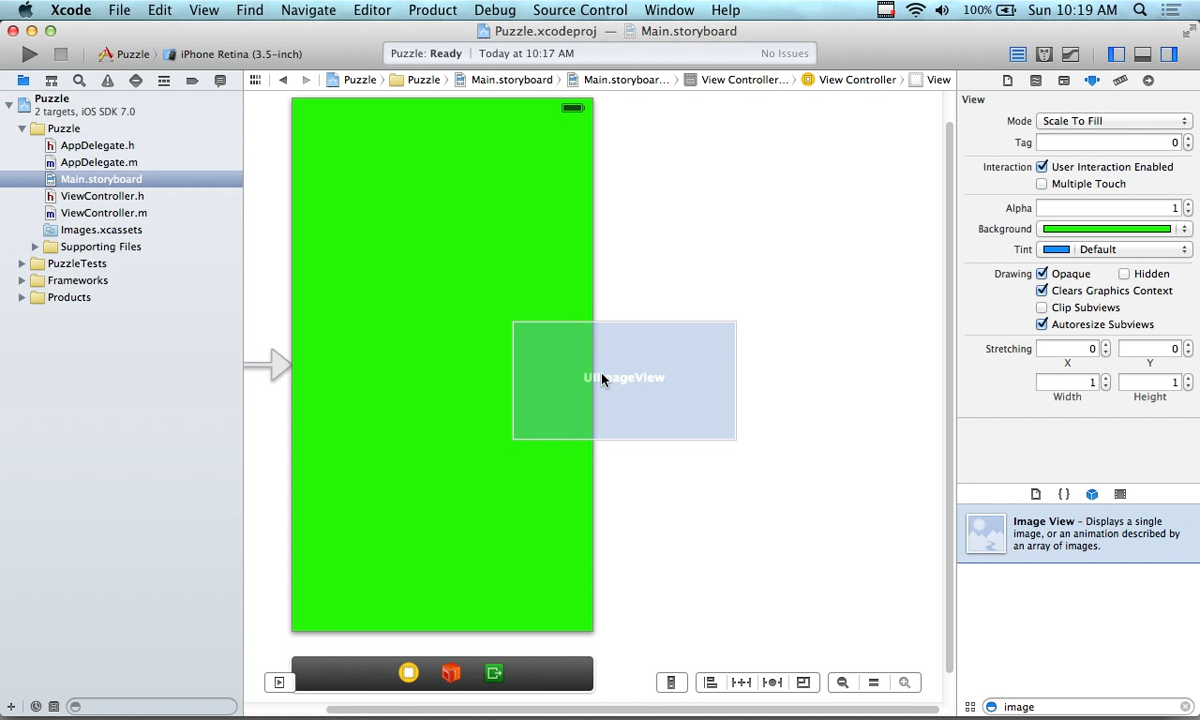 Xcode File Edit View Find Navigate Editor Product Debug Source Control Window Help 100% Sun 10:19 AM
Puzzle.xcodeproj — Main.storyboard
Puzzle iPhone Retina (3.5-inch)
Puzzle: Ready Today at 10:17 AM No Issues
Puzzle Puzzle Main.storyboard Main.storyboar... View Controller... View Controller View
Puzzle
2 targets, iOS SDK 7.0
Puzzle
h AppDelegate.h
m AppDelegate.m
Main.storyboard
h ViewController.h
m ViewController.m
Images.xcassets
Supporting Files
PuzzleTests
Frameworks
Products
UIImageView
View
Mode Scale To Fill
Tag 0
Interaction User Interaction Enabled
Multiple Touch
Alpha 1
Background
Tint Default
Drawing Opaque Hidden
Clears Graphics Context
Clip Subviews
Autoresize Subviews
Stretching 0 0
X Y
1 1
Width Height
Image View – Displays a single
image, or an animation described by
an array of images.
image